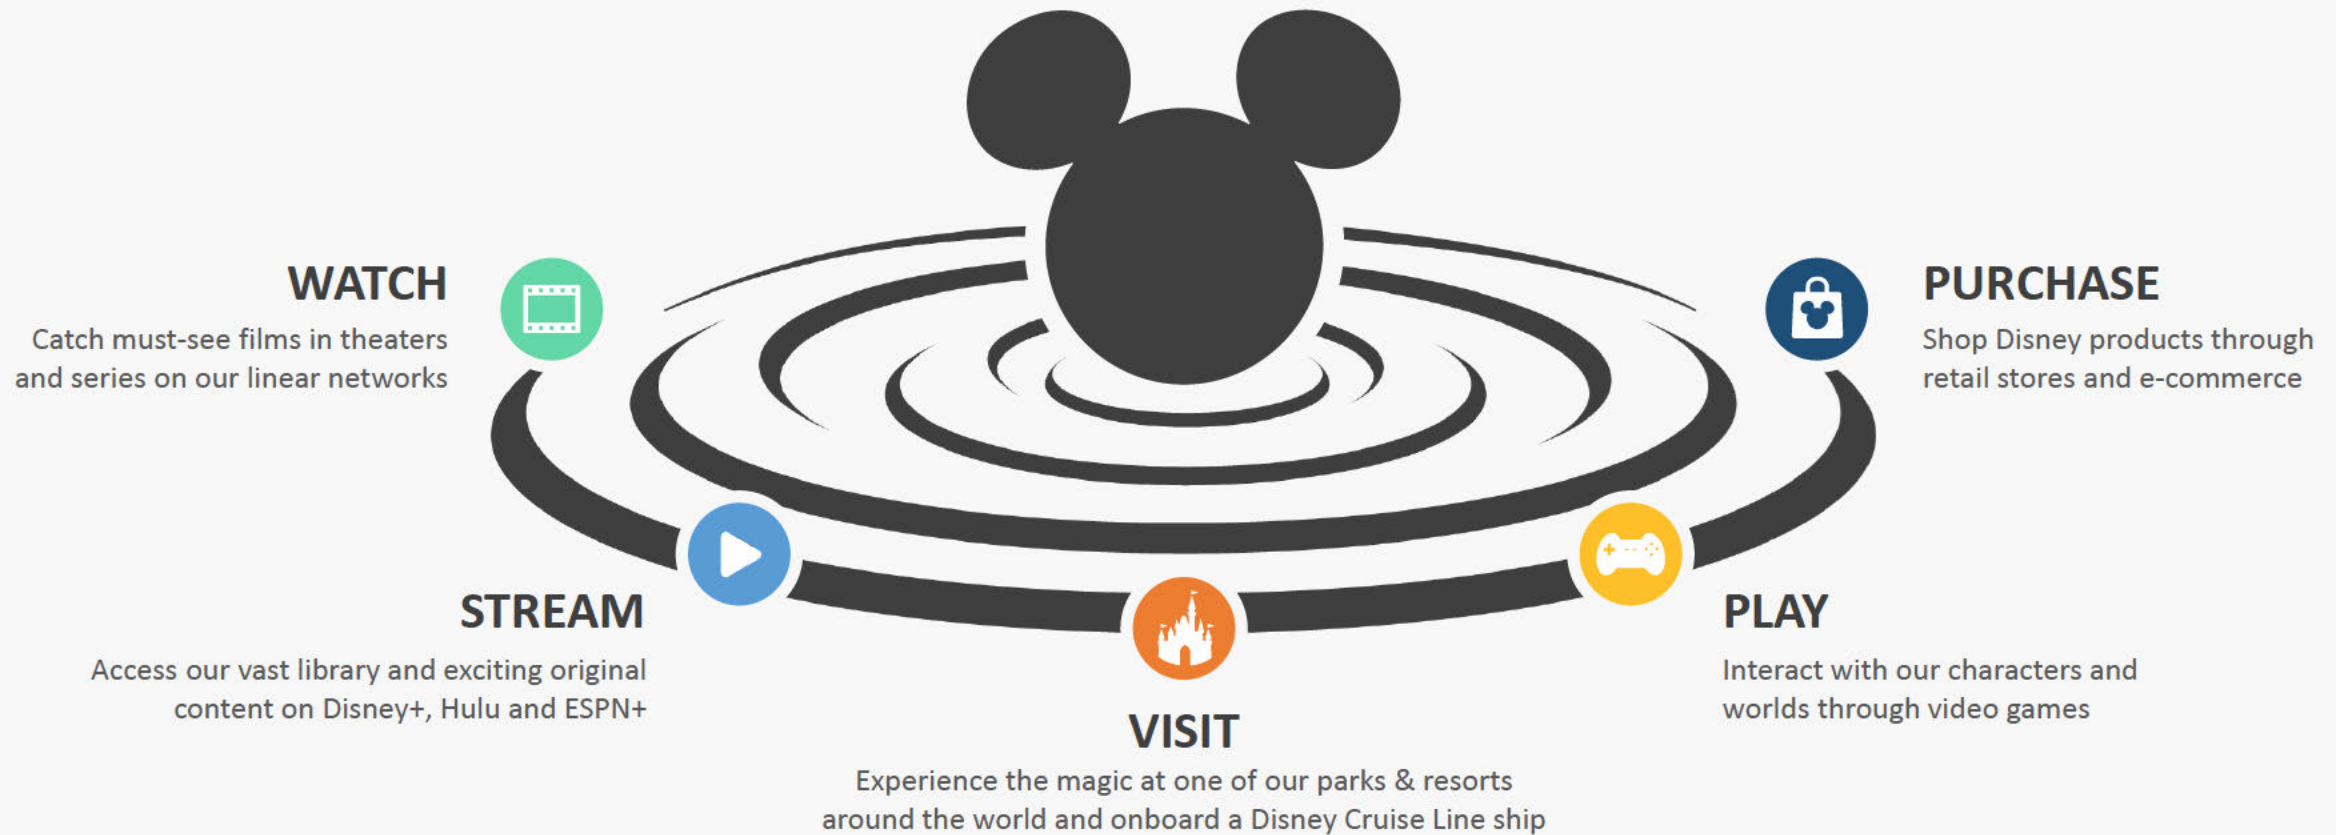 WATCH
Catch must-see films in theaters
and series on our linear networks
STREAM
Access our vast library and exciting original
content on Disney+, Hulu and ESPN+
VISIT
Experience the magic at one of our parks & resorts
around the world and onboard a Disney Cruise Line ship
PLAY
Interact with our characters and
worlds through video games
PURCHASE
Shop Disney products through
retail stores and e-commerce